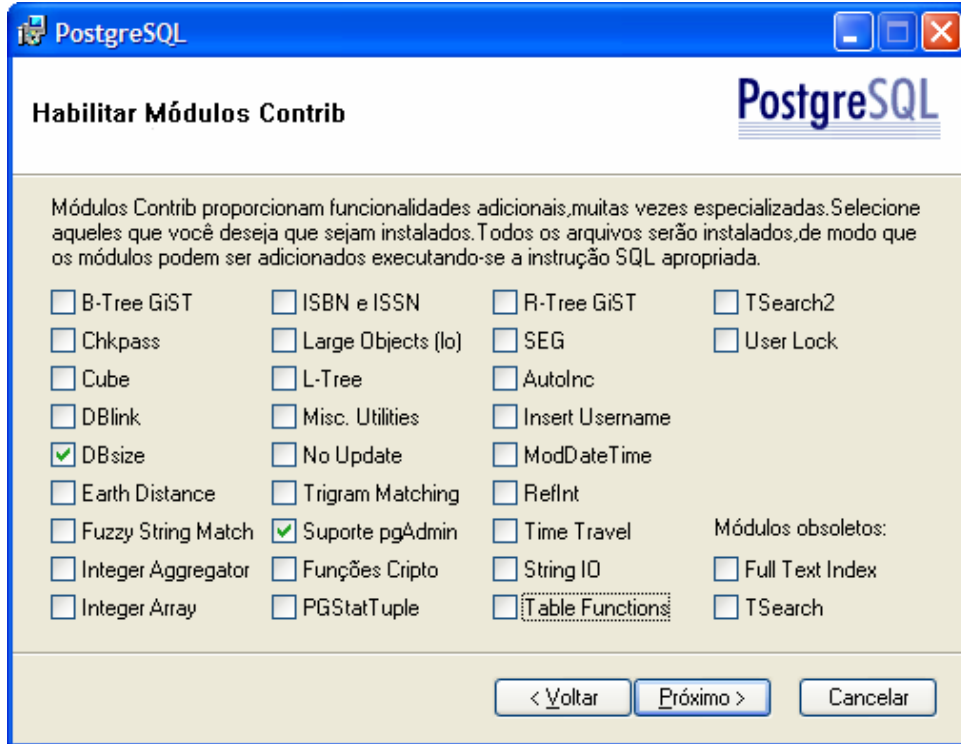 PostgreSQL
Habilitar Módulos Contrib
PostgreSQL
Módulos Contrib proporcionam funcionalidades adicionais,muitas vezes especializadas.Selecione
aqueles que você deseja que sejam instalados.Todos os arquivos serão instalados,de modo que
os módulos podem ser adicionados executando-se a instrução SQL apropriada.
B-Tree GiST
Chkpass
Cube
DBlink
DBsize
Earth Distance
Fuzzy String Match
Integer Aggregator
Integer Array
ISBN e ISSN
Large Objects (lo)
L-Tree
Misc. Utilities
No Update
Trigram Matching
Suporte pgAdmin
Funções Cripto
PGStatTuple
R-Tree GiST
SEG
AutoInc
Insert Username
ModDateTime
RefInt
Time Travel
String IO
Table Functions
TSearch2
User Lock
Módulos obsoletos:
Full Text Index
TSearch
< Voltar
Próximo >
Cancelar